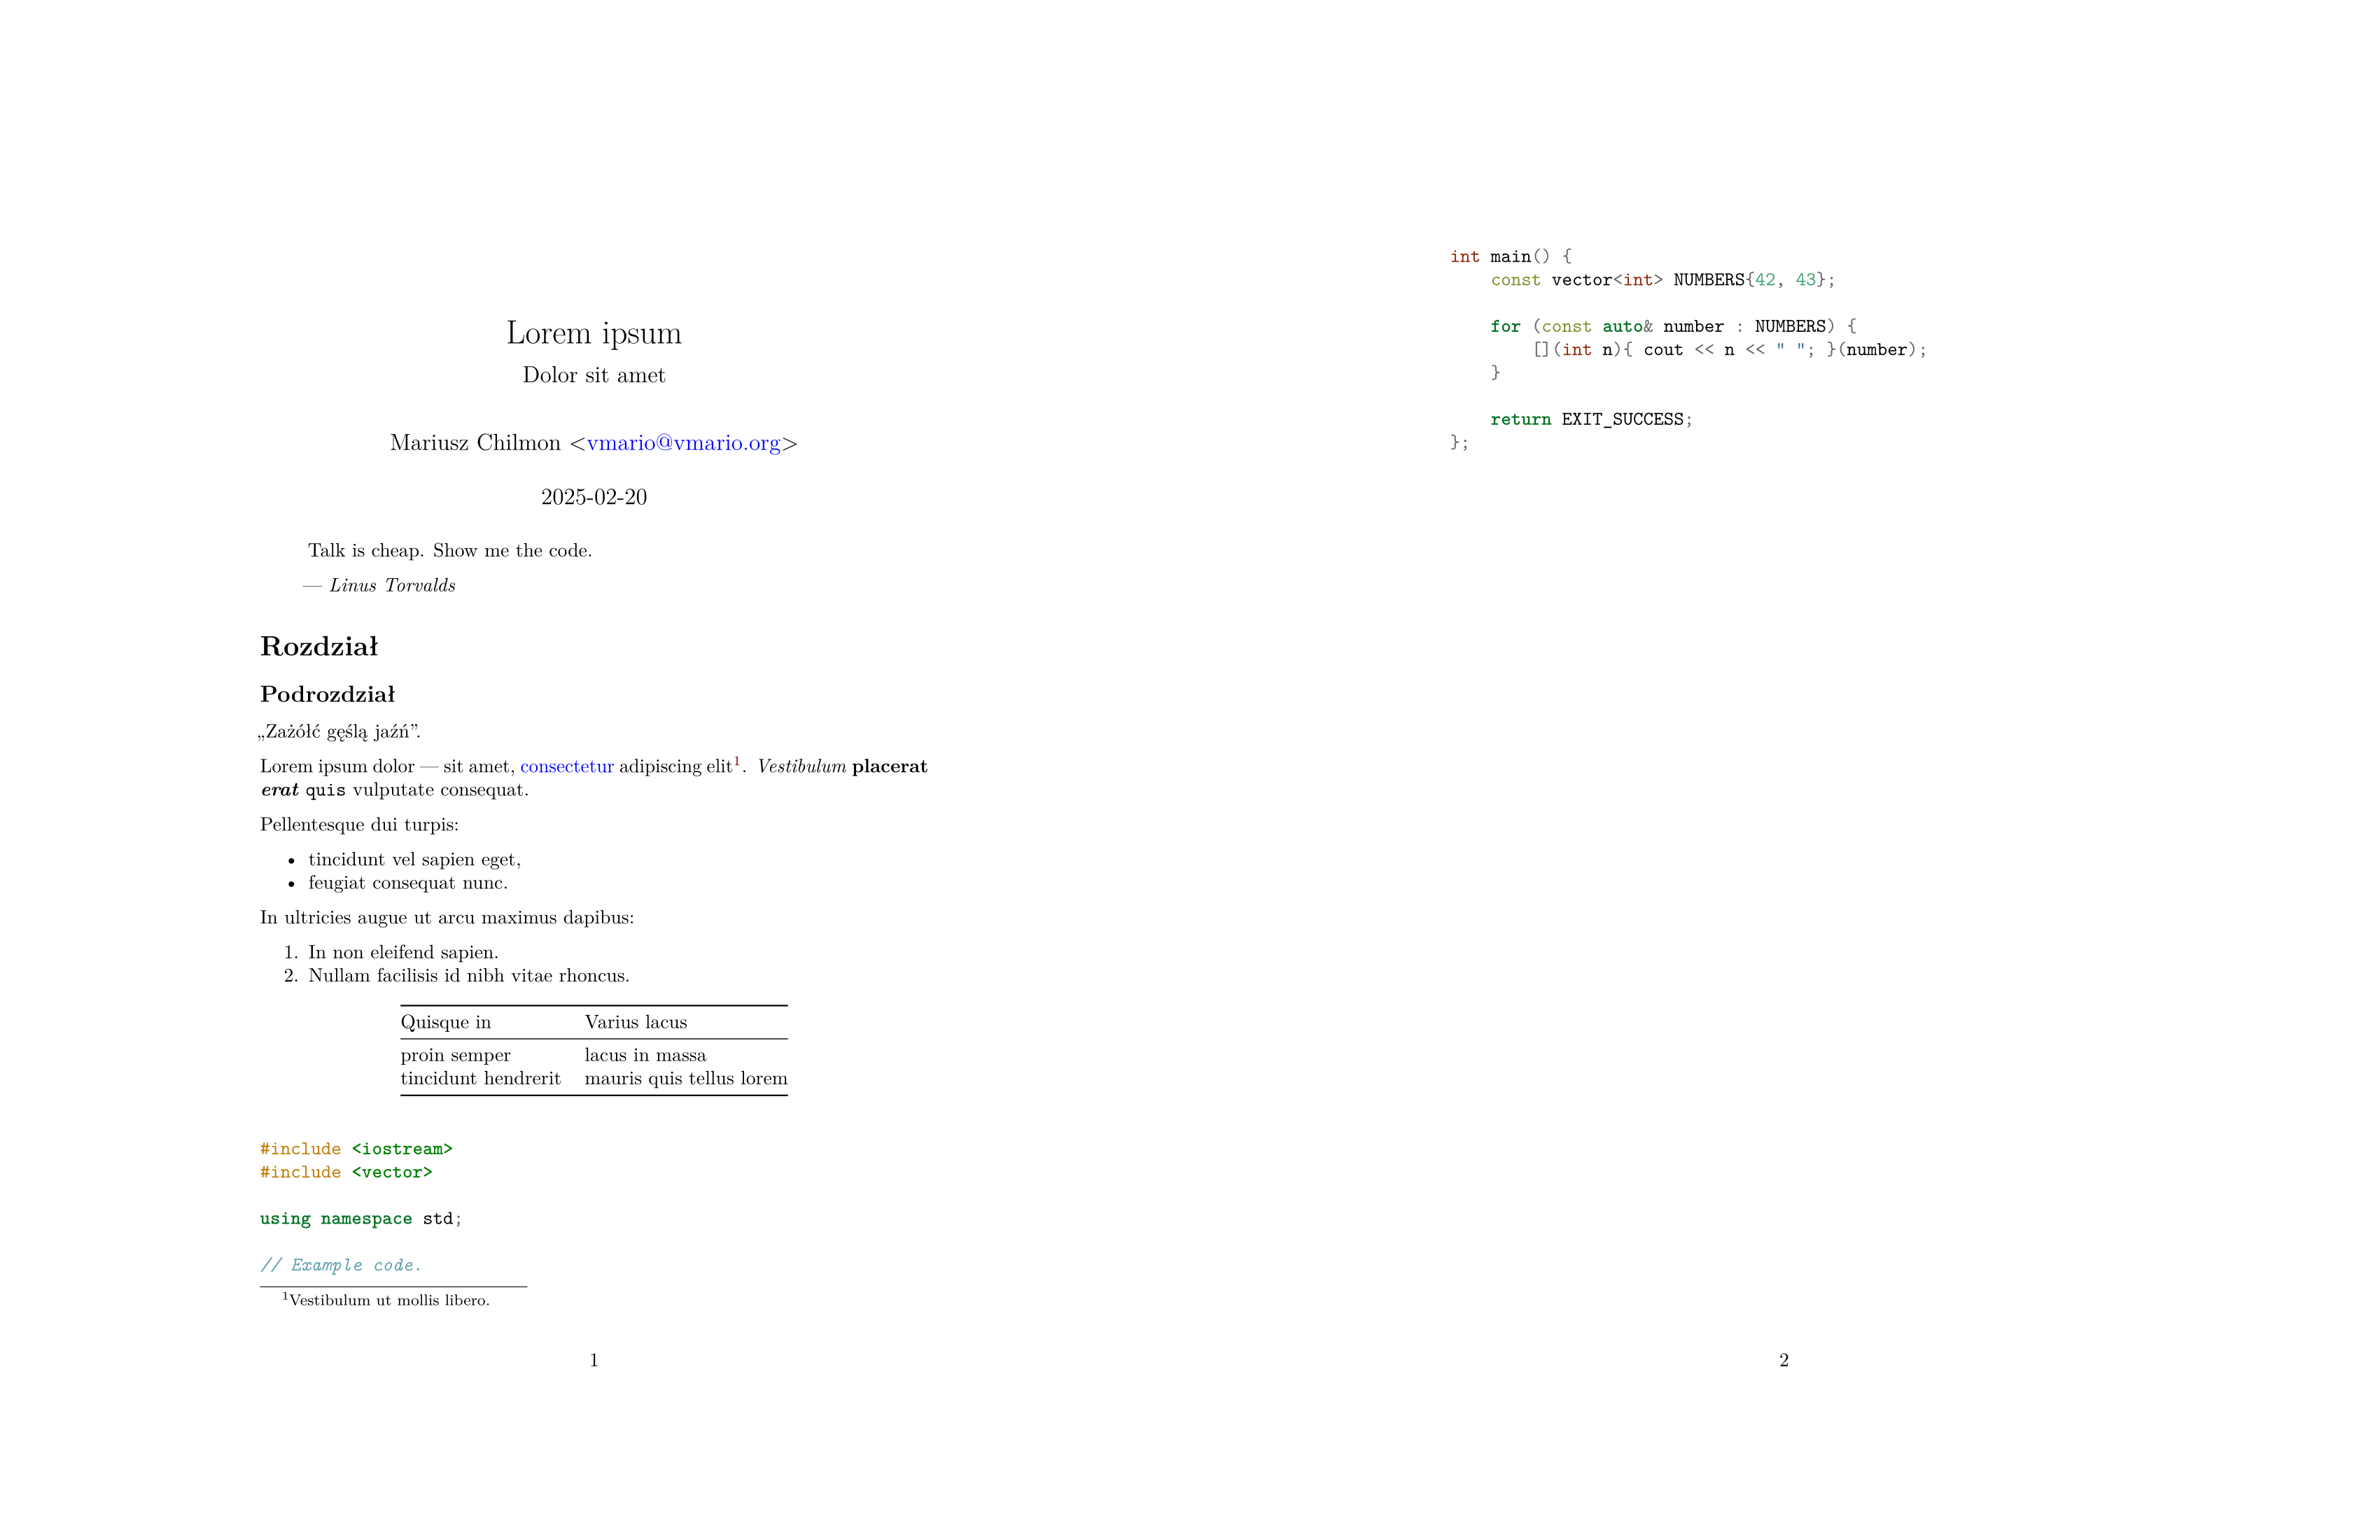 Lorem ipsum
Dolor sit amet
Mariusz Chilmon <vmario@vmario.org>
2025-02-20
Talk is cheap. Show me the code.
— Linus Torvalds
Rozdział
Podrozdział
„Zażółć gęślą jaźń”.
Lorem ipsum dolor — sit amet, consectetur adipiscing elit1. Vestibulum placerat
erat quis vulputate consequat.
Pellentesque dui turpis:
• tincidunt vel sapien eget,
• feugiat consequat nunc.
In ultricies augue ut arcu maximus dapibus:
1. In non eleifend sapien.
2. Nullam facilisis id nibh vitae rhoncus.
Quisque in Varius lacus
proin semper lacus in massa
tincidunt hendrerit mauris quis tellus lorem
#include <iostream>
#include <vector>
using namespace std;
// Example code.
1Vestibulum ut mollis libero.
1
int main() {
    const vector<int> NUMBERS{42, 43};
    for (const auto& number : NUMBERS) {
        [](int n){ cout << n << " "; }(number);
    }
    return EXIT_SUCCESS;
};
2